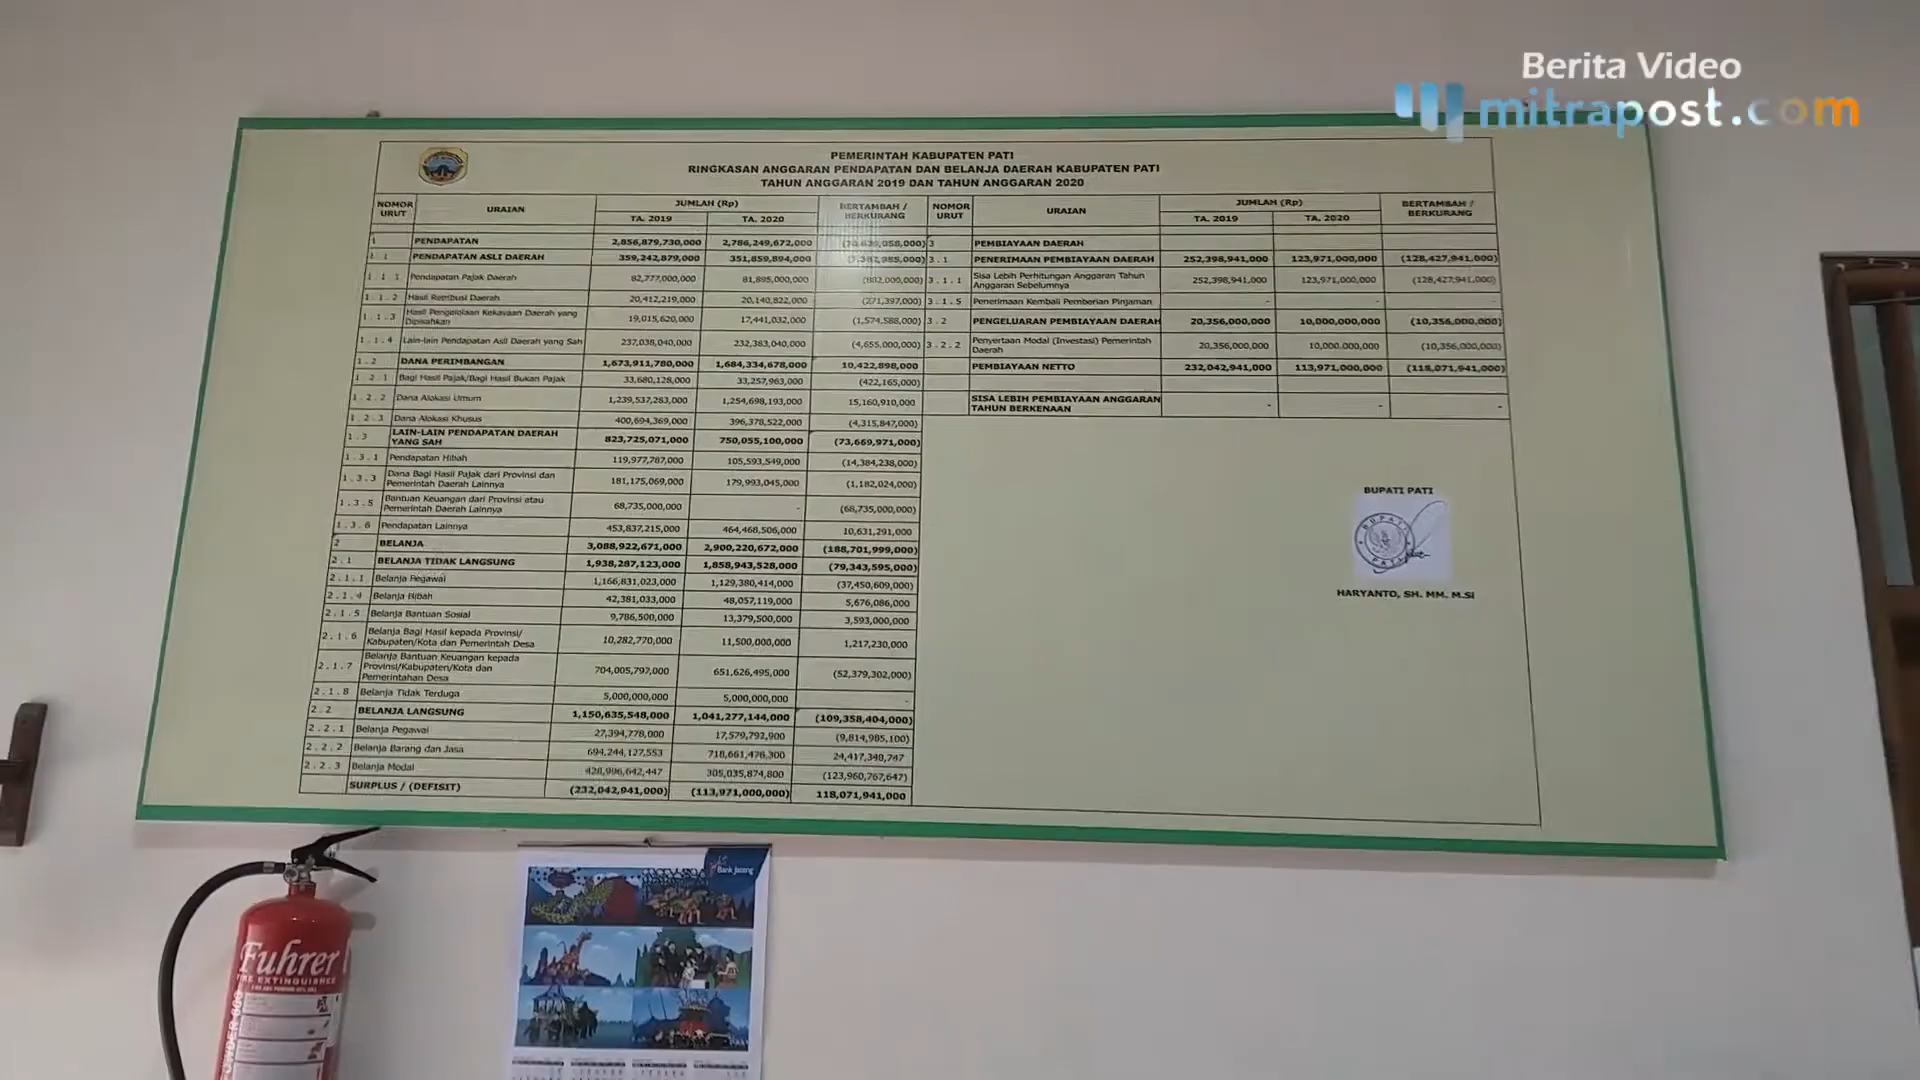 Berita Video
mitrapost.com
PEMERINTAH KABUPATEN PATI
RINGKASAN ANGGARAN PENDAPATAN DAN BELANJA DAERAH KABUPATEN PATI
TAHUN ANGGARAN 2019 DAN TAHUN ANGGARAN 2020
NOMOR URUT URAIAN JUMLAH (Rp) BERTAMBAH / BERKURANG
TA. 2019 TA. 2020
1 PENDAPATAN 2,856,879,730,000 2,786,249,672,000 (70,630,058,000)
1.1 PENDAPATAN ASLI DAERAH 359,242,879,000 351,859,894,000 (7,382,985,000)
1.1.1 Pendapatan Pajak Daerah 82,777,000,000 81,895,000,000 (882,000,000)
1.1.2 Hasil Retribusi Daerah 20,412,219,000 20,140,822,000 (271,397,000)
1.1.3 Hasil Pengelolaan Kekayaan Daerah yang
Dipisahkan 19,015,620,000 17,441,032,000 (1,574,588,000)
1.1.4 Lain-lain Pendapatan Asli Daerah yang Sah 237,038,040,000 232,383,040,000 (4,655,000,000)
1.2 DANA PERIMBANGAN 1,673,911,780,000 1,684,334,678,000 10,422,898,000
1.2.1 Bagi Hasil Pajak/Bagi Hasil Bukan Pajak 33,680,128,000 33,257,963,000 (422,165,000)
1.2.2 Dana Alokasi Umum 1,239,537,283,000 1,254,698,193,000 15,160,910,000
1.2.3 Dana Alokasi Khusus 400,694,369,000 396,378,522,000 (4,315,847,000)
1.3 LAIN-LAIN PENDAPATAN DAERAH
YANG SAH 823,725,071,000 750,055,100,000 (73,669,971,000)
1.3.1 Pendapatan Hibah 119,977,787,000 105,593,549,000 (14,384,238,000)
1.3.3 Dana Bagi Hasil Pajak dari Provinsi dan
Pemerintah Daerah Lainnya 181,175,069,000 179,993,045,000 (1,182,024,000)
1.3.5 Bantuan Keuangan dari Provinsi atau
Pemerintah Daerah Lainnya 68,735,000,000 - (68,735,000,000)
1.3.6 Pendapatan Lainnya 453,837,215,000 464,468,506,000 10,631,291,000
2 BELANJA 3,088,922,671,000 2,900,220,672,000 (188,701,999,000)
2.1 BELANJA TIDAK LANGSUNG 1,938,287,123,000 1,858,943,528,000 (79,343,595,000)
2.1.1 Belanja Pegawai 1,166,831,023,000 1,129,380,414,000 (37,450,609,000)
2.1.4 Belanja Hibah 42,381,033,000 48,057,119,000 5,676,086,000
2.1.5 Belanja Bantuan Sosial 9,786,500,000 13,379,500,000 3,593,000,000
2.1.6 Belanja Bagi Hasil kepada Provinsi/
Kabupaten/Kota dan Pemerintah Desa 10,282,770,000 11,500,000,000 1,217,230,000
2.1.7 Belanja Bantuan Keuangan kepada
Provinsi/Kabupaten/Kota dan
Pemerintahan Desa 704,005,797,000 651,626,495,000 (52,379,302,000)
2.1.8 Belanja Tidak Terduga 5,000,000,000 5,000,000,000 -
2.2 BELANJA LANGSUNG 1,150,635,548,000 1,041,277,144,000 (109,358,404,000)
2.2.1 Belanja Pegawai 27,394,778,000 17,579,792,900 (9,814,985,100)
2.2.2 Belanja Barang dan Jasa 694,244,127,553 718,661,476,300 24,417,348,747
2.2.3 Belanja Modal 428,996,642,447 305,035,874,800 (123,960,767,647)
SURPLUS / (DEFISIT) (232,042,941,000) (113,971,000,000) 118,071,941,000
NOMOR URUT URAIAN JUMLAH (Rp) BERTAMBAH / BERKURANG
TA. 2019 TA. 2020
3 PEMBIAYAAN DAERAH
3.1 PENERIMAAN PEMBIAYAAN DAERAH 252,398,941,000 123,971,000,000 (128,427,941,000)
3.1.1 Sisa Lebih Perhitungan Anggaran Tahun
Anggaran Sebelumnya 252,398,941,000 123,971,000,000 (128,427,941,000)
3.1.5 Penerimaan Kembali Pemberian Pinjaman - - -
3.2 PENGELUARAN PEMBIAYAAN DAERAH 20,356,000,000 10,000,000,000 (10,356,000,000)
3.2.2 Penyertaan Modal (Investasi) Pemerintah
Daerah 20,356,000,000 10,000,000,000 (10,356,000,000)
PEMBIAYAAN NETTO 232,042,941,000 113,971,000,000 (118,071,941,000)
SISA LEBIH PEMBIAYAAN ANGGARAN
TAHUN BERKENAAN - - -
BUPATI PATI
BUPATI
PATI
HARYANTO, SH. MM. M.Si
Bank Jateng
Fuhrer
FIRE EXTINGUISHER